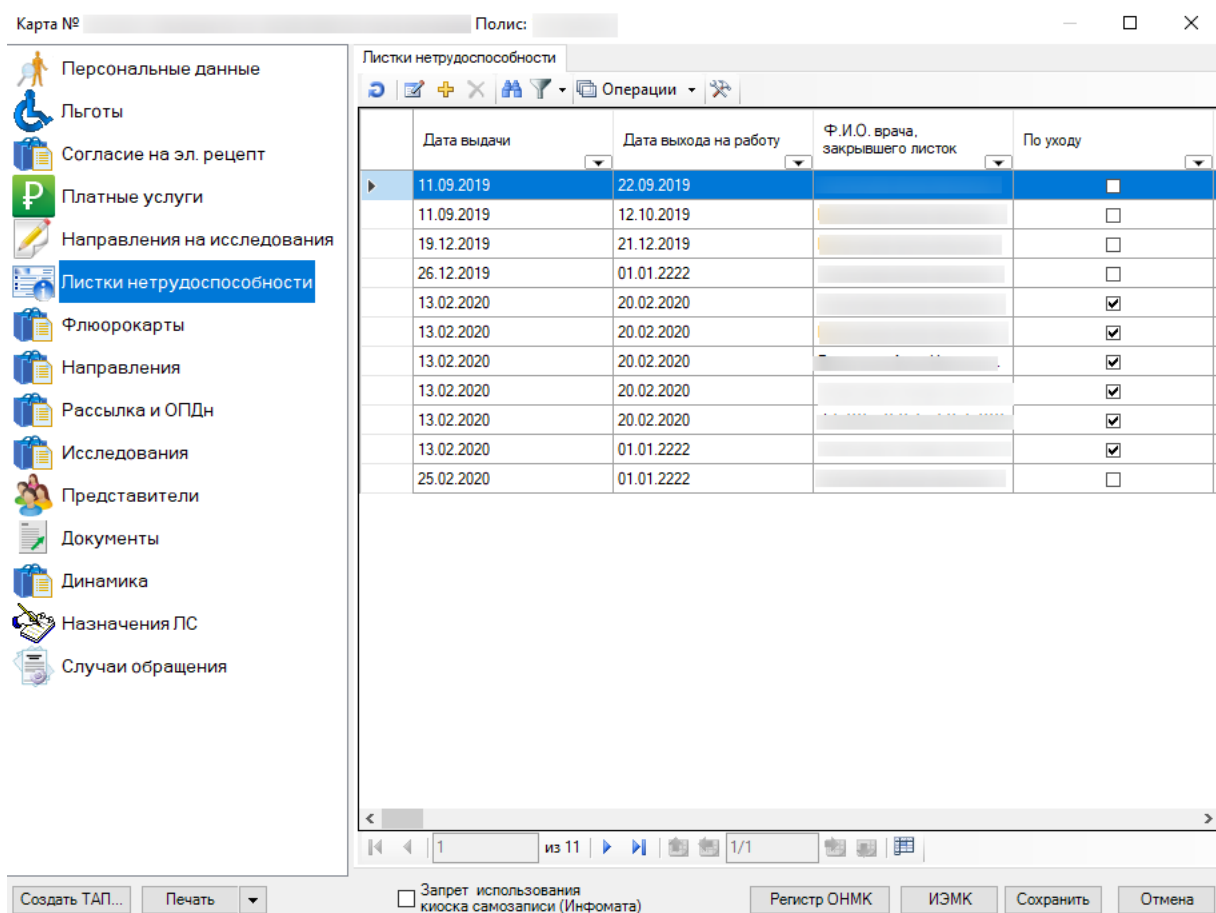 Карта №
Полис:
Персональные данные
Льготы
Согласие на эл. рецепт
Платные услуги
Направления на исследования
Листки нетрудоспособности
Флюорокарты
Направления
Рассылка и ОПДн
Исследования
Представители
Документы
Динамика
Назначения ЛС
Случаи обращения
Листки нетрудоспособности
Операции
Дата выдачи
Дата выхода на работу
Ф.И.О. врача,
закрывшего листок
По уходу
11.09.2019 22.09.2019
11.09.2019 12.10.2019
19.12.2019 21.12.2019
26.12.2019 01.01.2222
13.02.2020 20.02.2020
13.02.2020 20.02.2020
13.02.2020 20.02.2020
13.02.2020 20.02.2020
13.02.2020 20.02.2020
13.02.2020 01.01.2222
25.02.2020 01.01.2222
1 из 11 1/1
Создать ТАП... Печать
Запрет использования
киоска самозаписи (Инфомата)
Регистр ОНМК ИЭМК Сохранить Отмена